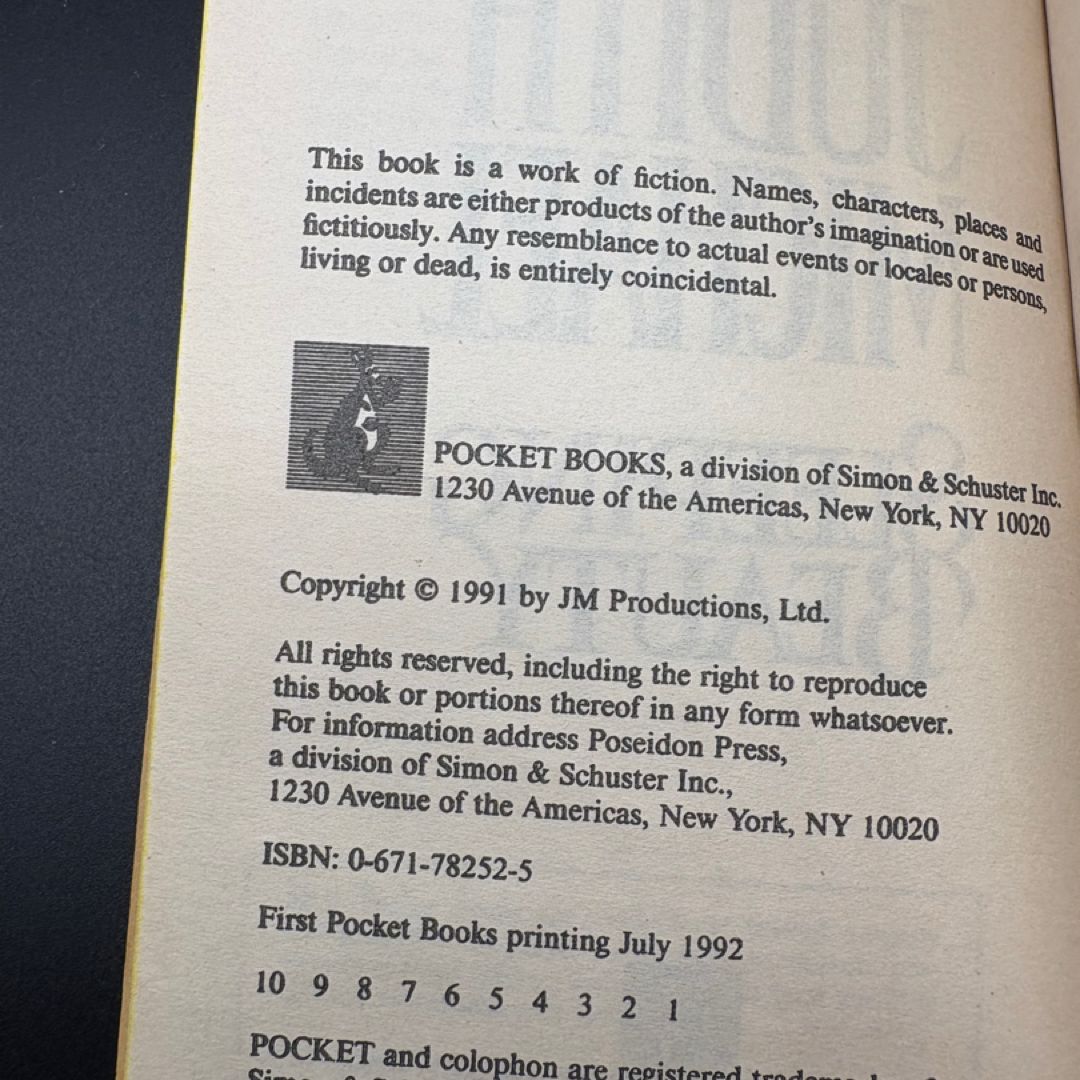 This book is a work of fiction. Names, characters, places and
incidents are either products of the author's imagination or are used
fictitiously. Any resemblance to actual events or locales or persons,
living or dead, is entirely coincidental.
POCKET BOOKS, a division of Simon & Schuster Inc.
1230 Avenue of the Americas, New York, NY 10020
Copyright © 1991 by JM Productions, Ltd.
All rights reserved, including the right to reproduce
this book or portions thereof in any form whatsoever.
For information address Poseidon Press,
a division of Simon & Schuster Inc.,
1230 Avenue of the Americas, New York, NY 10020
ISBN: 0-671-78252-5
First Pocket Books printing July 1992
10 9 8 7 6 5 4 3 2 1
POCKET and colophon are registered